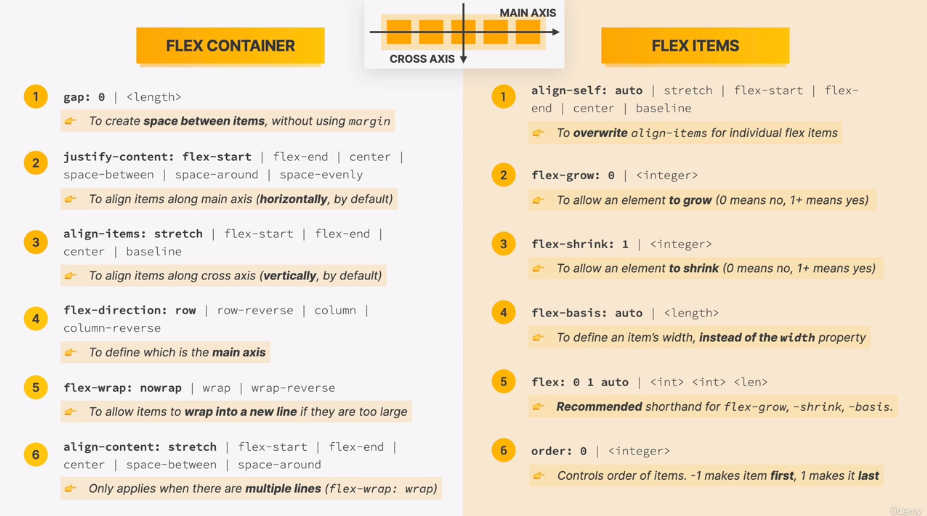 MAIN AXIS
CROSS AXIS
FLEX CONTAINER
1
gap: 0 | <length>
To create space between items, without using margin
2
justify-content: flex-start | flex-end | center |
space-between | space-around | space-evenly
To align items along main axis (horizontally, by default)
3
align-items: stretch | flex-start | flex-end |
center | baseline
To align items along cross axis (vertically, by default)
4
flex-direction: row | row-reverse | column |
column-reverse
To define which is the main axis
5
flex-wrap: nowrap | wrap | wrap-reverse
To allow items to wrap into a new line if they are too large
6
align-content: stretch | flex-start | flex-end |
center | space-between | space-around
Only applies when there are multiple lines (flex-wrap: wrap)
FLEX ITEMS
1
align-self: auto | stretch | flex-start | flex-
end | center | baseline
To overwrite align-items for individual flex items
2
flex-grow: 0 | <integer>
To allow an element to grow (0 means no, 1+ means yes)
3
flex-shrink: 1 | <integer>
To allow an element to shrink (0 means no, 1+ means yes)
4
flex-basis: auto | <length>
To define an item’s width, instead of the width property
5
flex: 0 1 auto | <int> <int> <len>
Recommended shorthand for flex-grow, -shrink, -basis.
6
order: 0 | <integer>
Controls order of items. -1 makes item first, 1 makes it last
Udemy